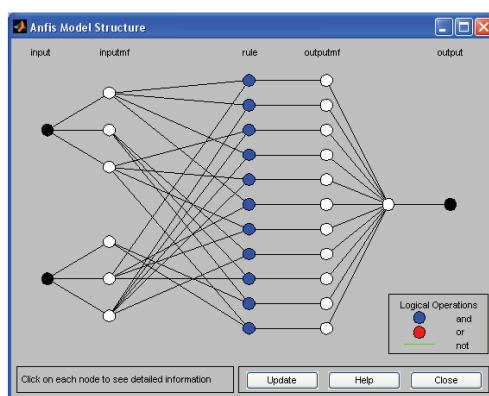 Anfis Model Structure
input inputmf rule outputmf output
Logical Operations
and
or
not
Click on each node to see detailed information
Update Help Close